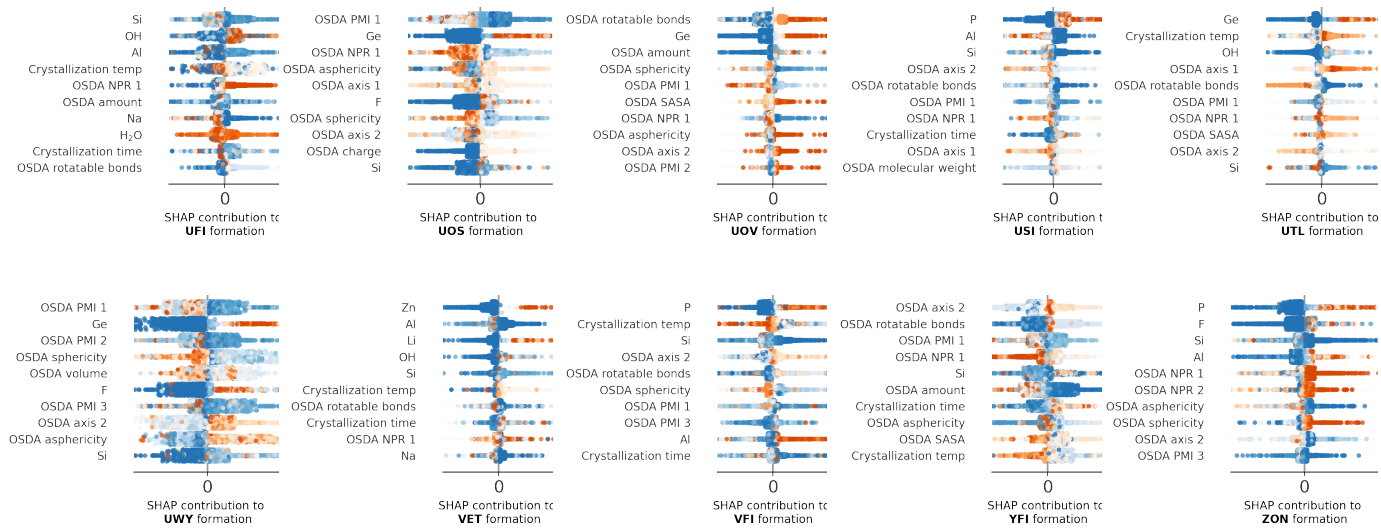 Si
OH
Al
Crystallization temp
OSDA NPR 1
OSDA amount
Na
H₂O
Crystallization time
OSDA rotatable bonds
0
SHAP contribution to
UFI formation
OSDA PMI 1
Ge
OSDA NPR 1
OSDA asphericity
OSDA axis 1
F
OSDA sphericity
OSDA axis 2
OSDA charge
Si
0
SHAP contribution to
UOS formation
OSDA rotatable bonds
Ge
OSDA amount
OSDA sphericity
OSDA PMI 1
OSDA SASA
OSDA NPR 1
OSDA asphericity
OSDA axis 2
OSDA PMI 2
0
SHAP contribution to
UOV formation
P
Al
Si
OSDA axis 2
OSDA rotatable bonds
OSDA PMI 1
OSDA NPR 1
Crystallization time
OSDA axis 1
OSDA molecular weight
0
SHAP contribution t
USI formation
Ge
Crystallization temp
OH
OSDA axis 1
OSDA rotatable bonds
OSDA PMI 1
OSDA NPR 1
OSDA SASA
OSDA axis 2
Si
0
SHAP contribution to
UTL formation
OSDA PMI 1
Ge
OSDA PMI 2
OSDA sphericity
OSDA volume
F
OSDA PMI 3
OSDA axis 2
OSDA asphericity
Si
0
SHAP contribution to
UWY formation
Zn
Al
Li
OH
Si
Crystallization temp
OSDA rotatable bonds
Crystallization time
OSDA NPR 1
Na
0
SHAP contribution to
VET formation
P
Crystallization temp
Si
OSDA axis 2
OSDA rotatable bonds
OSDA sphericity
OSDA PMI 1
OSDA PMI 3
Al
Crystallization time
0
SHAP contribution to
VFI formation
OSDA axis 2
OSDA rotatable bonds
OSDA PMI 1
OSDA NPR 1
Si
OSDA amount
Crystallization time
OSDA asphericity
OSDA SASA
Crystallization temp
0
SHAP contribution to
YFI formation
P
F
Si
Al
OSDA NPR 1
OSDA NPR 2
OSDA asphericity
OSDA sphericity
OSDA axis 2
OSDA PMI 3
0
SHAP contribution to
ZON formation